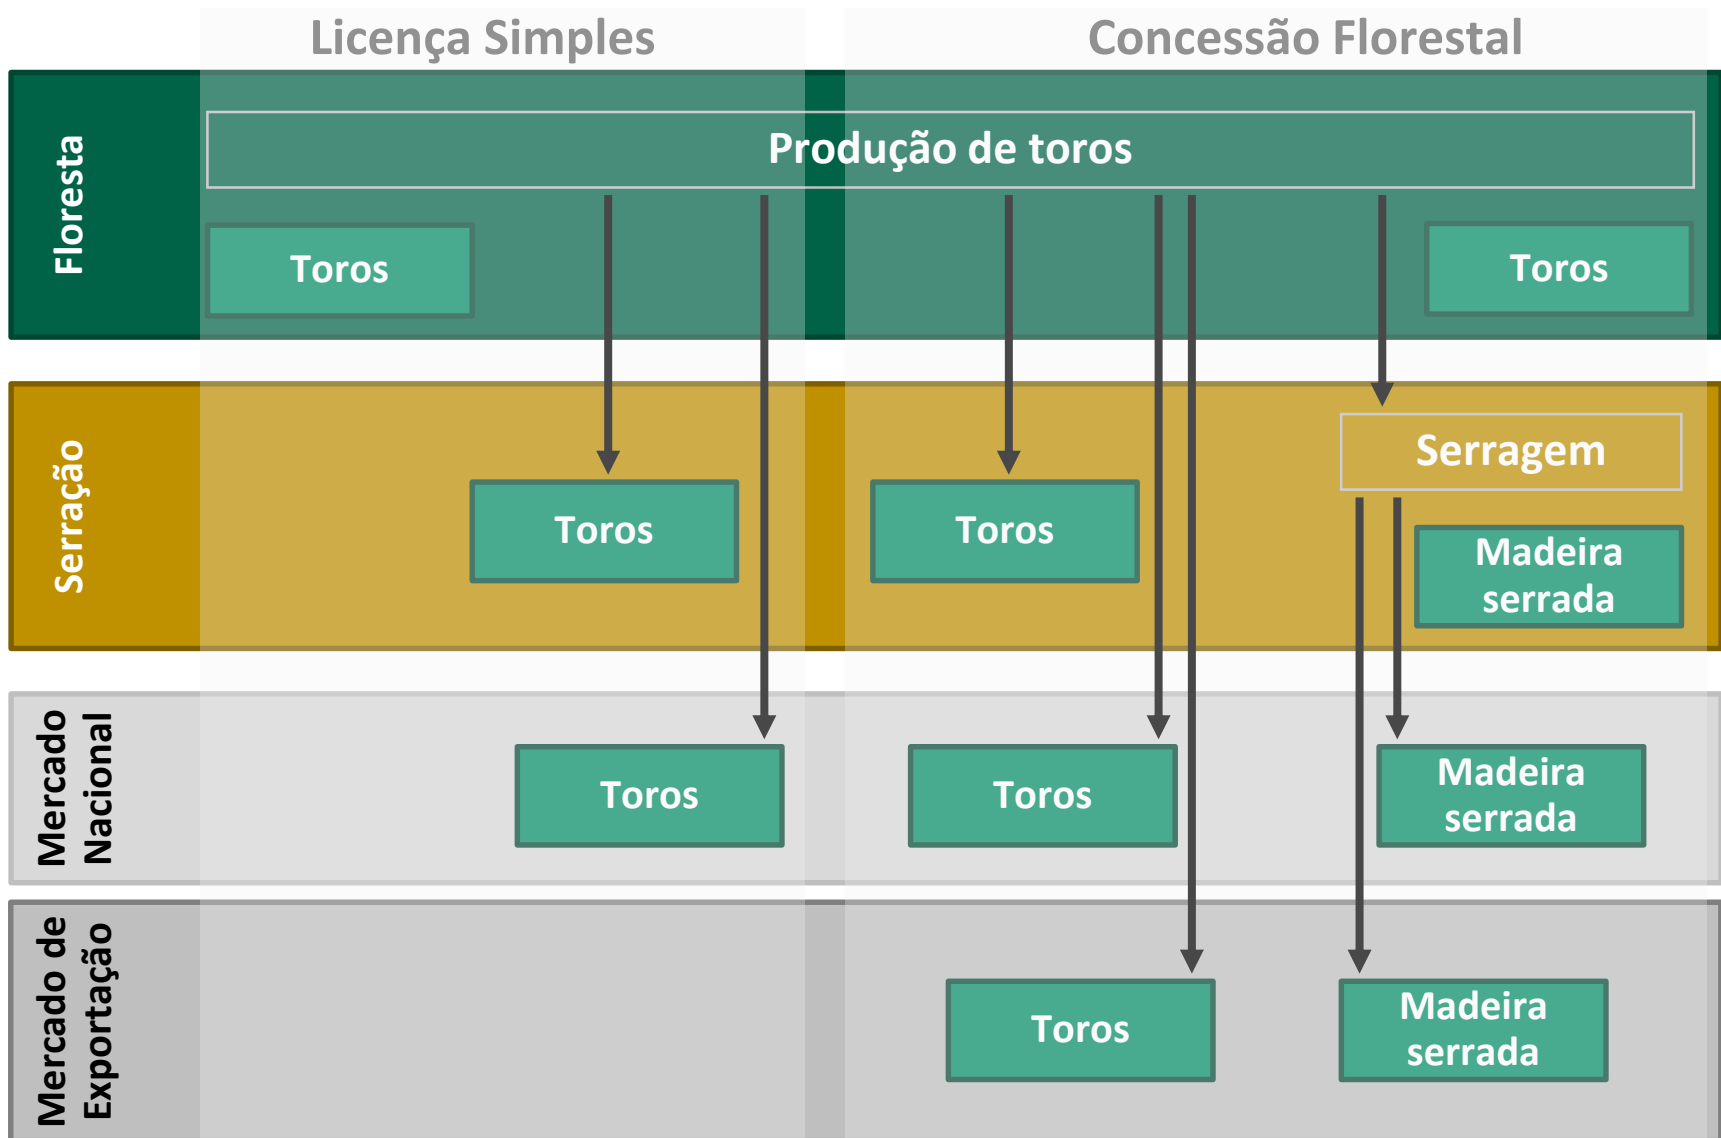 Licença Simples
Concessão Florestal
Floresta
Produção de toros
Toros
Toros
Serração
Serragem
Toros
Toros
Madeira
serrada
Mercado
Nacional
Toros
Toros
Madeira
serrada
Mercado de
Exportação
Toros
Madeira
serrada